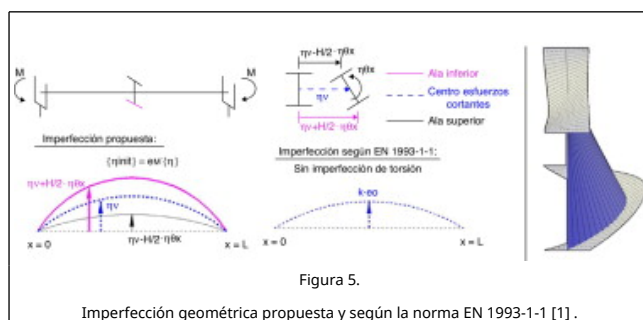 M
M
ηv-H/2·ηθx
ηθx
ηv
ηv+H/2·ηθx
Ala inferior
Centro esfuerzos
cortantes
Ala superior
Imperfección propuesta:
{ηinit} = eM·{η}
ηv+H/2·ηθx
ηv
x = 0
ηv-H/2·ηθx
x = L
Imperfección según EN 1993-1-1:
Sin imperfección de torsión
k·eo
x = 0
x = L
Figura 5.
Imperfección geométrica propuesta y según la norma EN 1993-1-1 [1] .